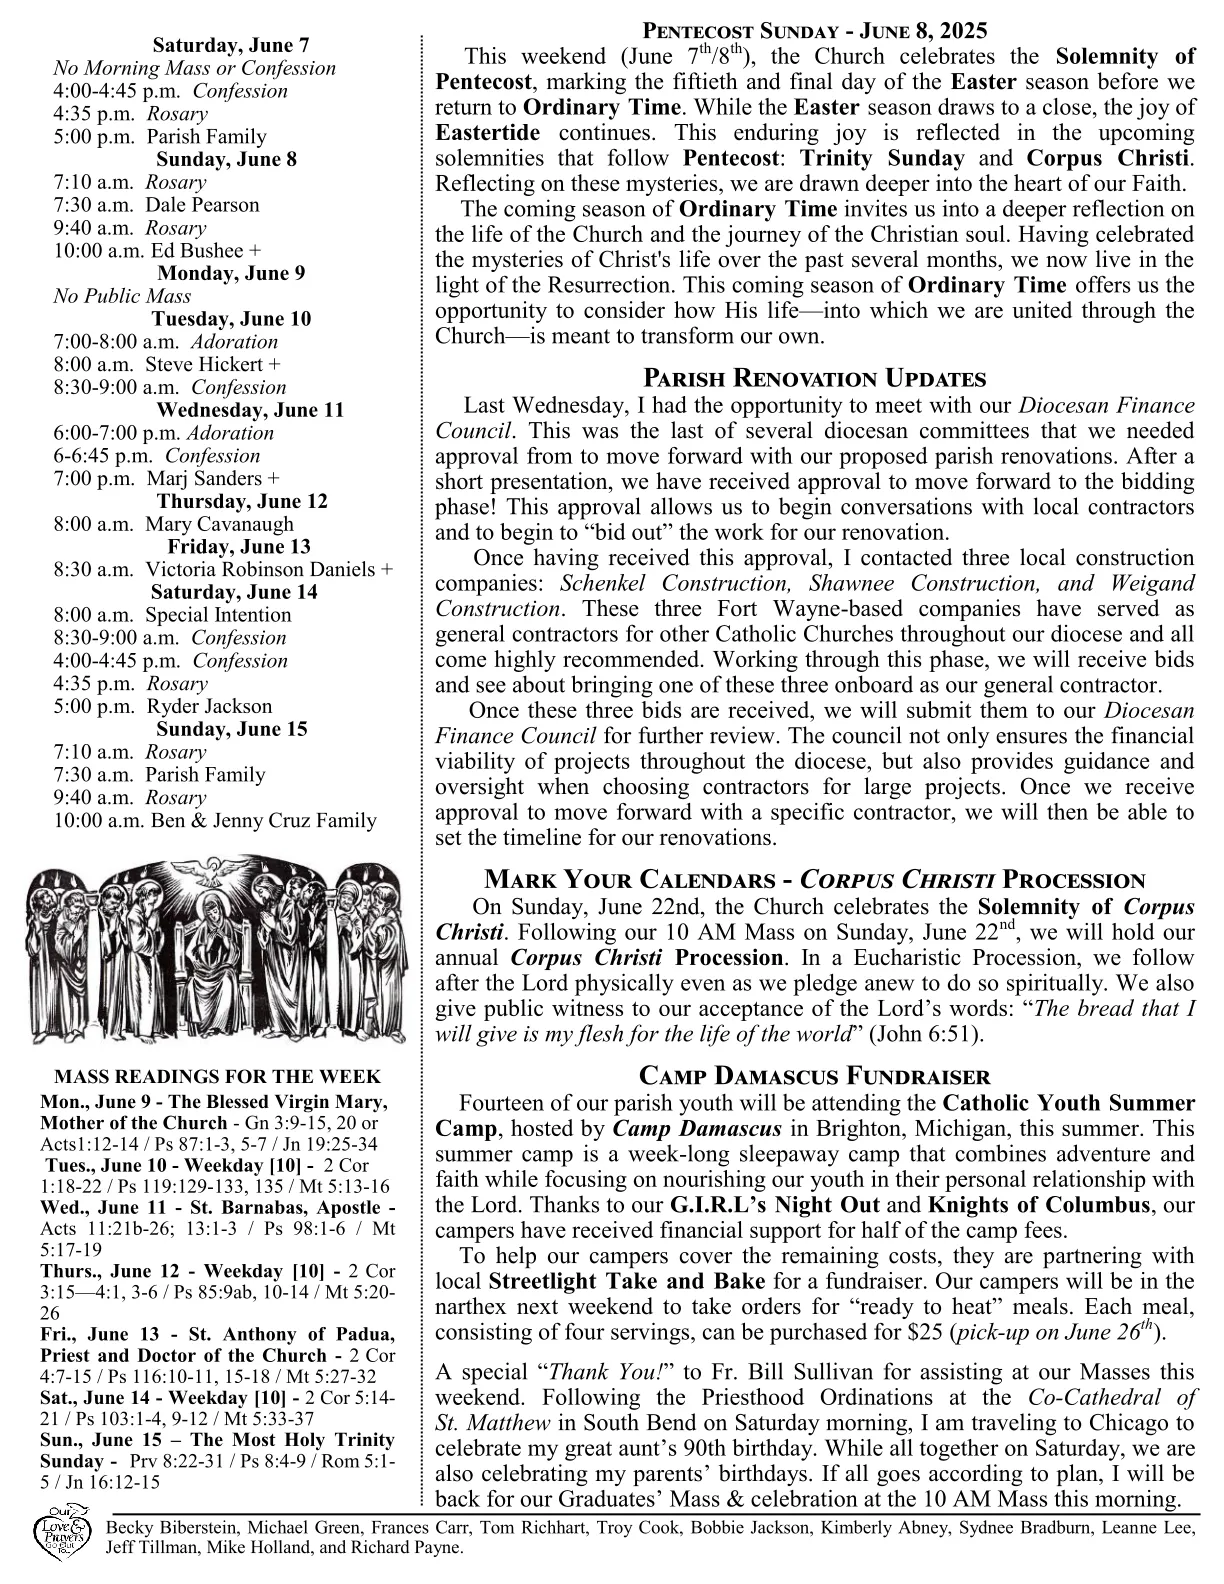 Saturday, June 7
No Morning Mass or Confession
4:00-4:45 p.m. Confession
4:35 p.m. Rosary
5:00 p.m. Parish Family
Sunday, June 8
7:10 a.m. Rosary
7:30 a.m. Dale Pearson
9:40 a.m. Rosary
10:00 a.m. Ed Bushee +
Monday, June 9
No Public Mass
Tuesday, June 10
7:00-8:00 a.m. Adoration
8:00 a.m. Steve Hickert +
8:30-9:00 a.m. Confession
Wednesday, June 11
6:00-7:00 p.m. Adoration
6-6:45 p.m. Confession
7:00 p.m. Marj Sanders +
Thursday, June 12
8:00 a.m. Mary Cavanaugh
Friday, June 13
8:30 a.m. Victoria Robinson Daniels +
Saturday, June 14
8:00 a.m. Special Intention
8:30-9:00 a.m. Confession
4:00-4:45 p.m. Confession
4:35 p.m. Rosary
5:00 p.m. Ryder Jackson
Sunday, June 15
7:10 a.m. Rosary
7:30 a.m. Parish Family
9:40 a.m. Rosary
10:00 a.m. Ben & Jenny Cruz Family
MASS READINGS FOR THE WEEK
Mon., June 9 - The Blessed Virgin Mary,
Mother of the Church - Gn 3:9-15, 20 or
Acts1:12-14 / Ps 87:1-3, 5-7 / Jn 19:25-34
Tues., June 10 - Weekday [10] - 2 Cor
1:18-22 / Ps 119:129-133, 135 / Mt 5:13-16
Wed., June 11 - St. Barnabas, Apostle -
Acts 11:21b-26; 13:1-3 / Ps 98:1-6 / Mt
5:17-19
Thurs., June 12 - Weekday [10] - 2 Cor
3:15—4:1, 3-6 / Ps 85:9ab, 10-14 / Mt 5:20-
26
Fri., June 13 - St. Anthony of Padua,
Priest and Doctor of the Church - 2 Cor
4:7-15 / Ps 116:10-11, 15-18 / Mt 5:27-32
Sat., June 14 - Weekday [10] - 2 Cor 5:14-
21 / Ps 103:1-4, 9-12 / Mt 5:33-37
Sun., June 15 – The Most Holy Trinity
Sunday - Prv 8:22-31 / Ps 8:4-9 / Rom 5:1-
5 / Jn 16:12-15
PENTECOST SUNDAY - JUNE 8, 2025
This weekend (June 7th/8th), the Church celebrates the Solemnity of
Pentecost, marking the fiftieth and final day of the Easter season before we
return to Ordinary Time. While the Easter season draws to a close, the joy of
Eastertide continues. This enduring joy is reflected in the upcoming
solemnities that follow Pentecost: Trinity Sunday and Corpus Christi.
Reflecting on these mysteries, we are drawn deeper into the heart of our Faith.
The coming season of Ordinary Time invites us into a deeper reflection on
the life of the Church and the journey of the Christian soul. Having celebrated
the mysteries of Christ's life over the past several months, we now live in the
light of the Resurrection. This coming season of Ordinary Time offers us the
opportunity to consider how His life—into which we are united through the
Church—is meant to transform our own.
PARISH RENOVATION UPDATES
Last Wednesday, I had the opportunity to meet with our Diocesan Finance
Council. This was the last of several diocesan committees that we needed
approval from to move forward with our proposed parish renovations. After a
short presentation, we have received approval to move forward to the bidding
phase! This approval allows us to begin conversations with local contractors
and to begin to “bid out” the work for our renovation.
Once having received this approval, I contacted three local construction
companies: Schenkel Construction, Shawnee Construction, and Weigand
Construction. These three Fort Wayne-based companies have served as
general contractors for other Catholic Churches throughout our diocese and all
come highly recommended. Working through this phase, we will receive bids
and see about bringing one of these three onboard as our general contractor.
Once these three bids are received, we will submit them to our Diocesan
Finance Council for further review. The council not only ensures the financial
viability of projects throughout the diocese, but also provides guidance and
oversight when choosing contractors for large projects. Once we receive
approval to move forward with a specific contractor, we will then be able to
set the timeline for our renovations.
MARK YOUR CALENDARS - CORPUS CHRISTI PROCESSION
On Sunday, June 22nd, the Church celebrates the Solemnity of Corpus
Christi. Following our 10 AM Mass on Sunday, June 22nd, we will hold our
annual Corpus Christi Procession. In a Eucharistic Procession, we follow
after the Lord physically even as we pledge anew to do so spiritually. We also
give public witness to our acceptance of the Lord’s words: “The bread that I
will give is my flesh for the life of the world” (John 6:51).
CAMP DAMASCUS FUNDRAISER
Fourteen of our parish youth will be attending the Catholic Youth Summer
Camp, hosted by Camp Damascus in Brighton, Michigan, this summer. This
summer camp is a week-long sleepaway camp that combines adventure and
faith while focusing on nourishing our youth in their personal relationship with
the Lord. Thanks to our G.I.R.L’s Night Out and Knights of Columbus, our
campers have received financial support for half of the camp fees.
To help our campers cover the remaining costs, they are partnering with
local Streetlight Take and Bake for a fundraiser. Our campers will be in the
narthex next weekend to take orders for “ready to heat” meals. Each meal,
consisting of four servings, can be purchased for $25 (pick-up on June 26th).
A special “Thank You!” to Fr. Bill Sullivan for assisting at our Masses this
weekend. Following the Priesthood Ordinations at the Co-Cathedral of
St. Matthew in South Bend on Saturday morning, I am traveling to Chicago to
celebrate my great aunt’s 90th birthday. While all together on Saturday, we are
also celebrating my parents’ birthdays. If all goes according to plan, I will be
back for our Graduates’ Mass & celebration at the 10 AM Mass this morning.
Our
Love &
Prayers
Go Out
To...
Becky Biberstein, Michael Green, Frances Carr, Tom Richhart, Troy Cook, Bobbie Jackson, Kimberly Abney, Sydnee Bradburn, Leanne Lee,
Jeff Tillman, Mike Holland, and Richard Payne.